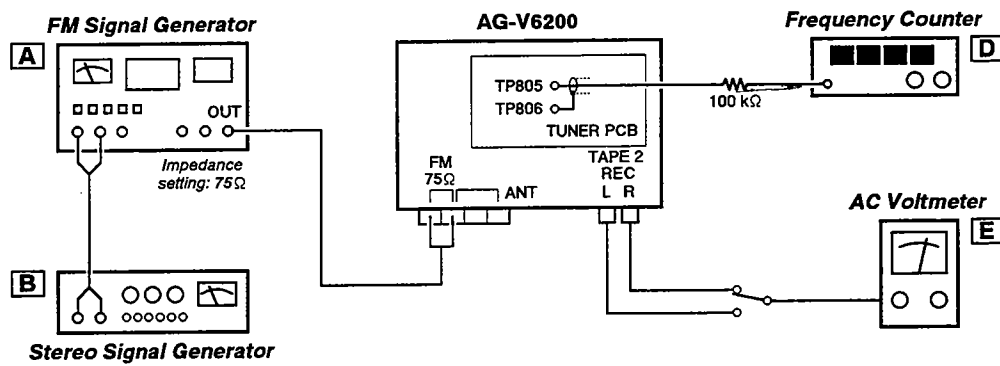 FM Signal Generator
A
OUT
Impedance
setting: 75Ω
B
Stereo Signal Generator
AG-V6200
TP805
TP806
TUNER PCB
FM
75Ω
ANT
TAPE 2
REC
L R
Frequency Counter
D
100 kΩ
AC Voltmeter
E